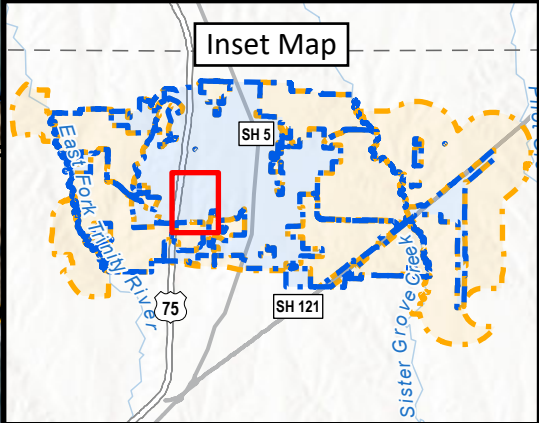 Inset Map
SH 5
East Fork Trinity River
75
SH 121
Sister Grove Creek